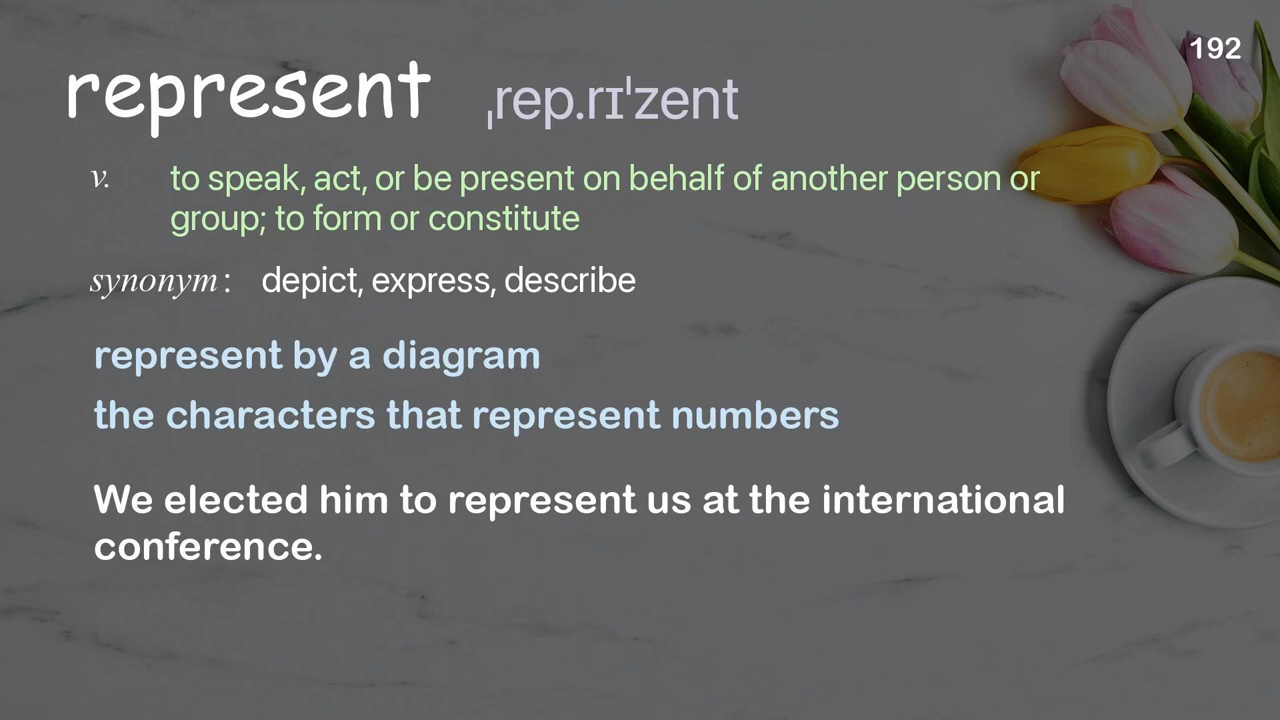 192
represent ˌrep.rɪˈzent
v. to speak, act, or be present on behalf of another person or
group; to form or constitute
synonym: depict, express, describe
represent by a diagram
the characters that represent numbers
We elected him to represent us at the international
conference.